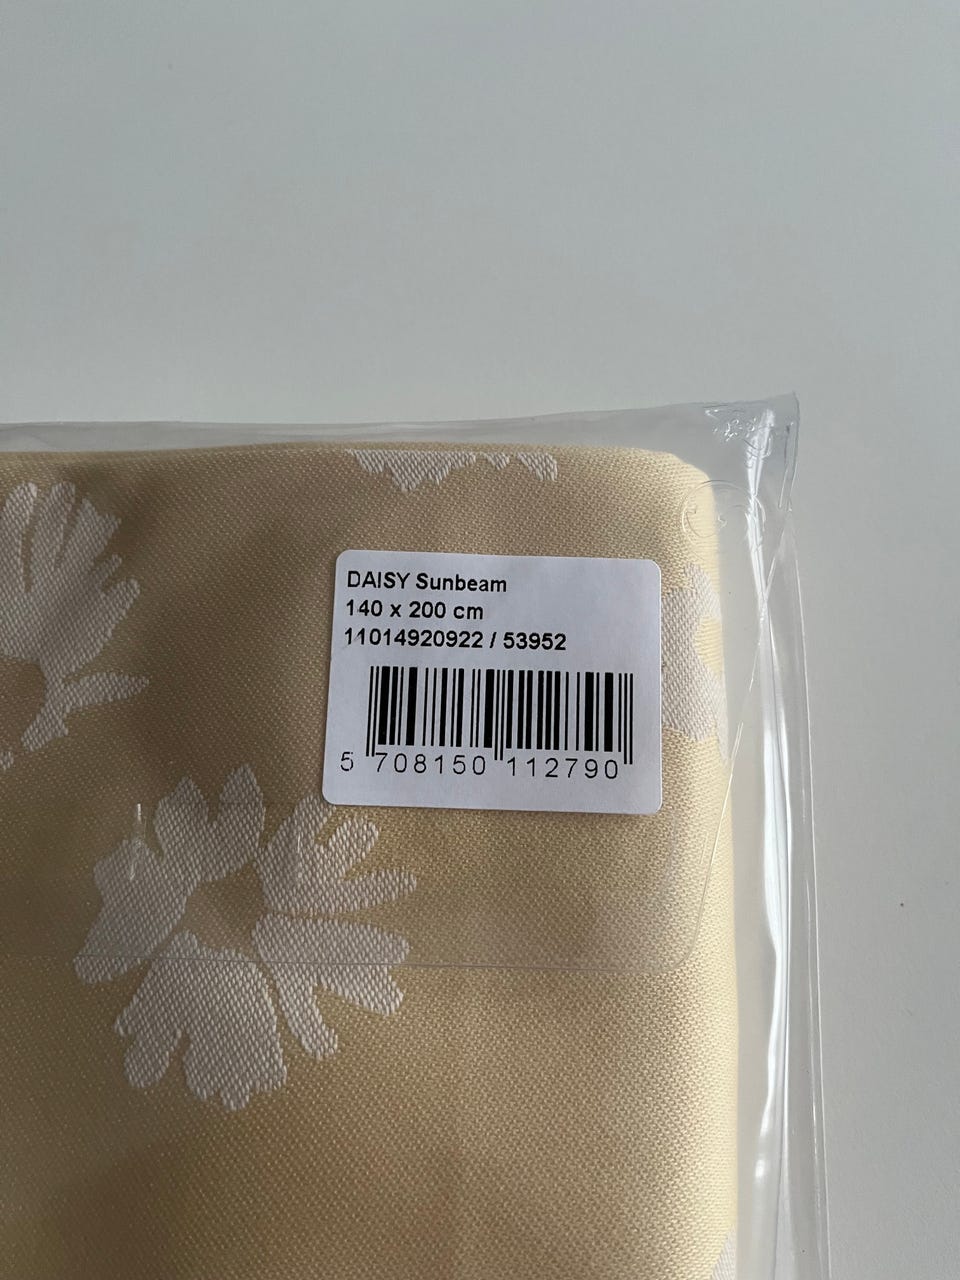 DAISY Sunbeam
140 x 200 cm
11014920922 / 53952
5 708150 112790